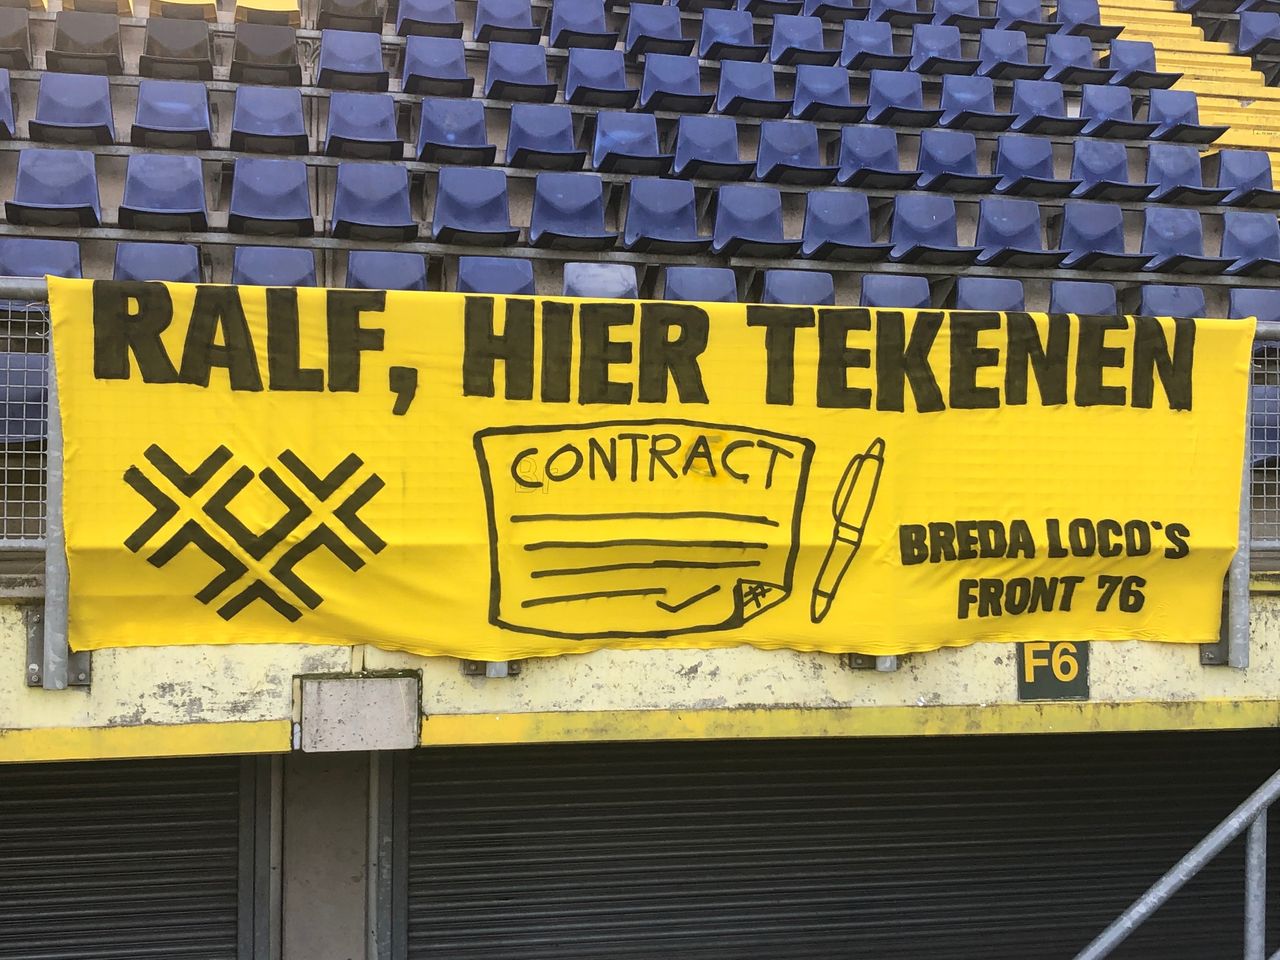 RALF, HIER TEKENEN
CONTRACT
BREDA LOCO`S
FRONT 76
F6